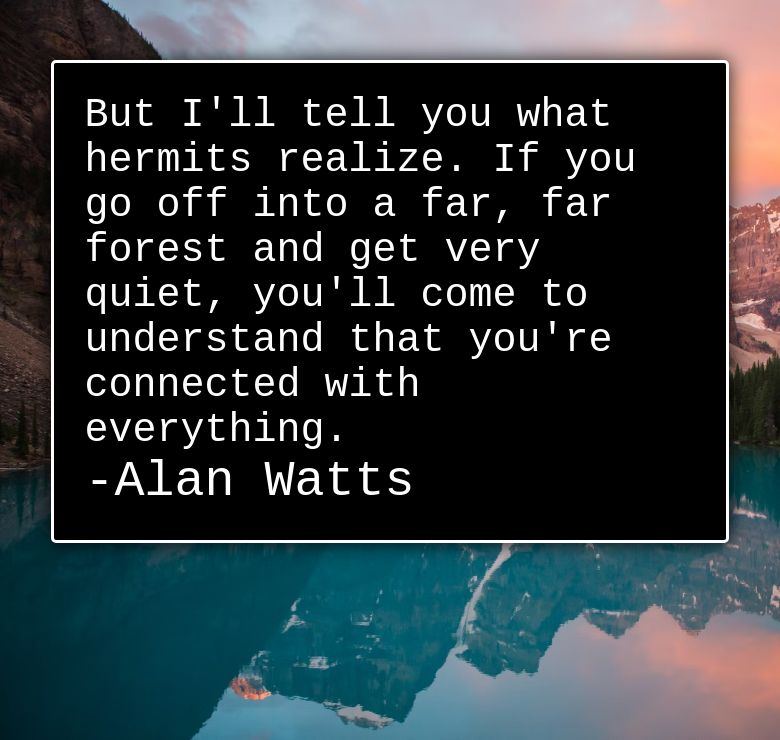 But I'll tell you what
hermits realize. If you
go off into a far, far
forest and get very
quiet, you'll come to
understand that you're
connected with
everything.
-Alan Watts